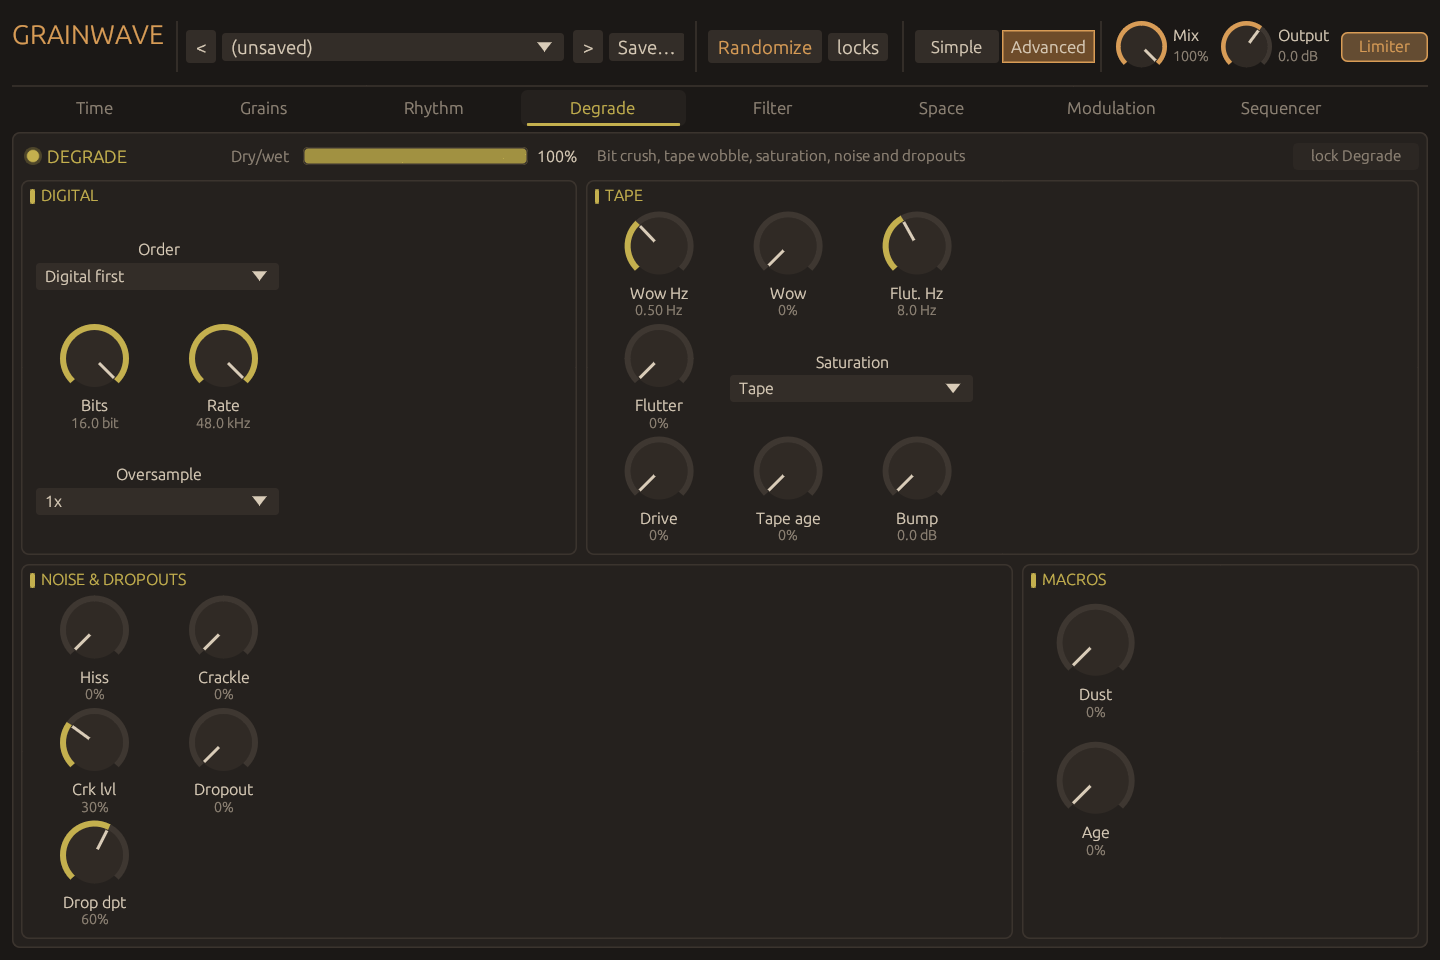 GRAINWAVE
< (unsaved) > Save... Randomize locks Simple Advanced Mix 100% Output 0.0 dB Limiter
Time Grains Rhythm Degrade Filter Space Modulation Sequencer
DEGRADE Dry/wet 100% Bit crush, tape wobble, saturation, noise and dropouts lock Degrade
DIGITAL
Order
Digital first
Bits Rate
16.0 bit 48.0 kHz
Oversample
1x
TAPE
Wow Hz Wow Flut. Hz
0.50 Hz 0% 8.0 Hz
Saturation
Tape
Flutter
0%
Drive Tape age Bump
0% 0% 0.0 dB
NOISE & DROPOUTS
Hiss Crackle
0% 0%
Crk lvl Dropout
30% 0%
Drop dpt
60%
MACROS
Dust
0%
Age
0%